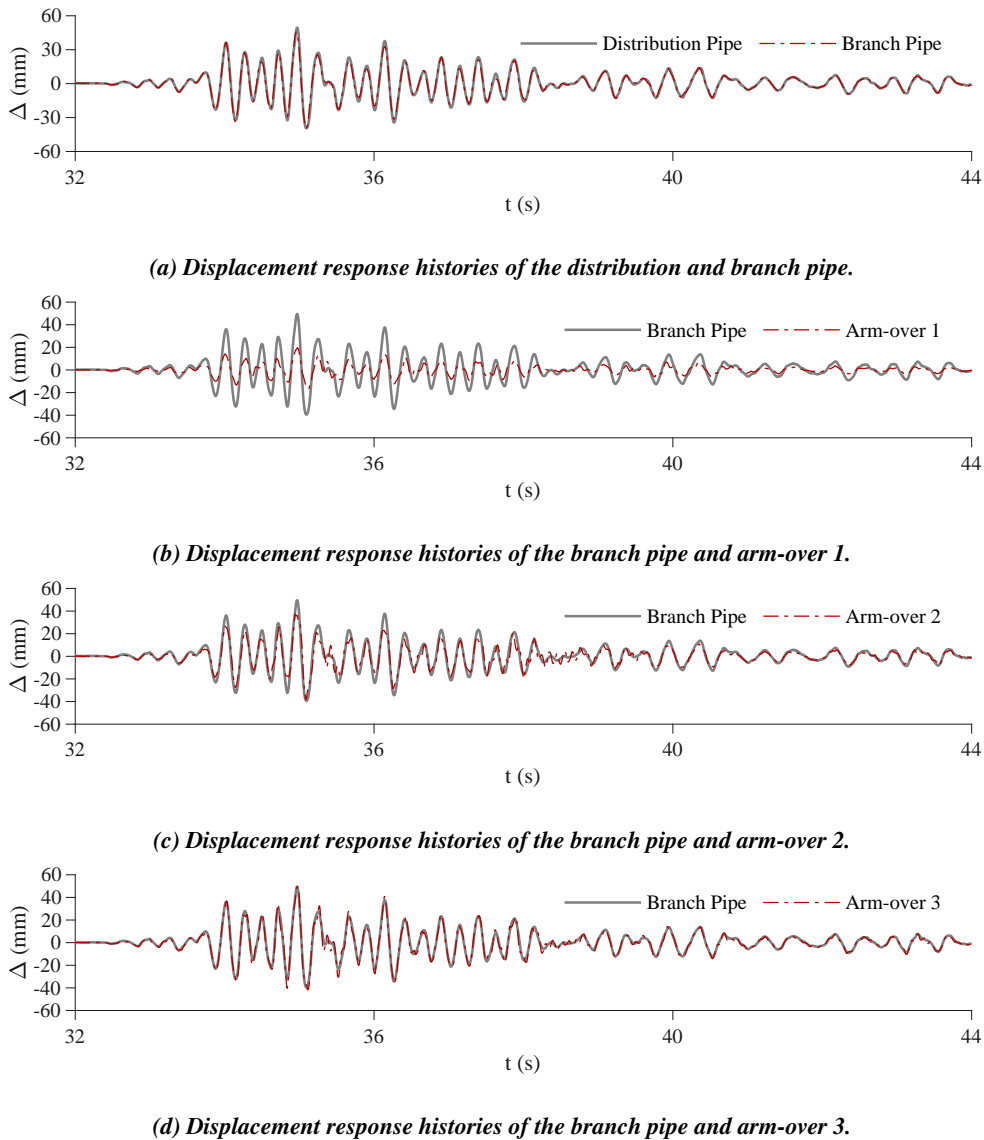 60
30
0
-30
-60
Δ (mm)
Distribution Pipe Branch Pipe
32 36 40 44
t (s)
(a) Displacement response histories of the distribution and branch pipe.
60
40
20
0
-20
-40
-60
Δ (mm)
Branch Pipe Arm-over 1
32 36 40 44
t (s)
(b) Displacement response histories of the branch pipe and arm-over 1.
60
40
20
0
-20
-40
-60
Δ (mm)
Branch Pipe Arm-over 2
32 36 40 44
t (s)
(c) Displacement response histories of the branch pipe and arm-over 2.
60
40
20
0
-20
-40
-60
Δ (mm)
Branch Pipe Arm-over 3
32 36 40 44
t (s)
(d) Displacement response histories of the branch pipe and arm-over 3.